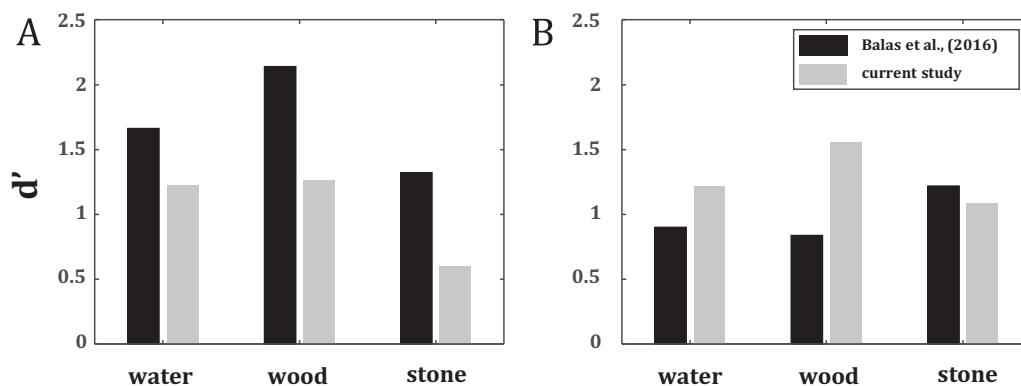 A
2.5
2
1.5
1
0.5
0
d'
water wood stone
B
2.5
2
1.5
1
0.5
0
Balas et al., (2016)
current study
water wood stone